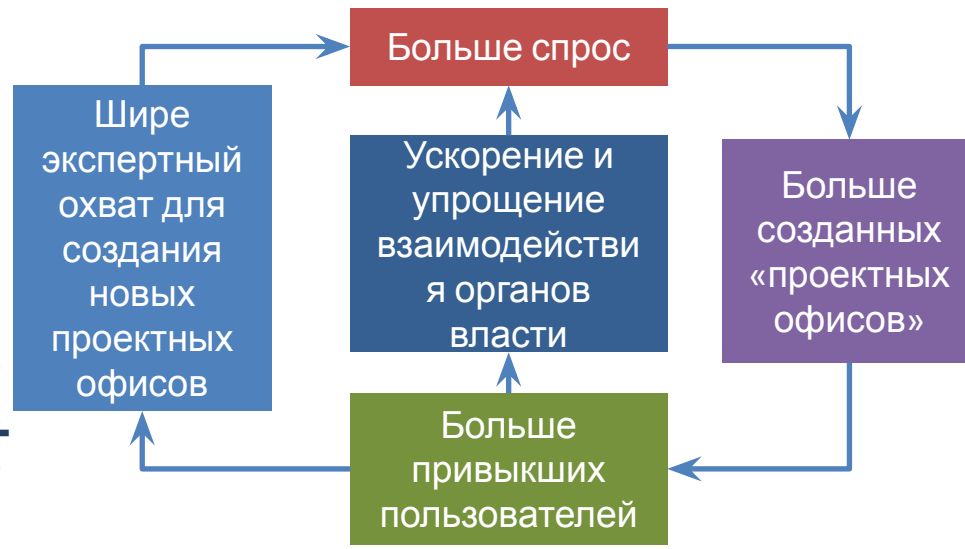 Больше спрос
Шире
экспертный
охват для
создания
новых
проектных
офисов
Ускорение и
упрощение
взаимодействи
я органов
власти
Больше
созданных
«проектных
офисов»
Больше
привыкших
пользователей